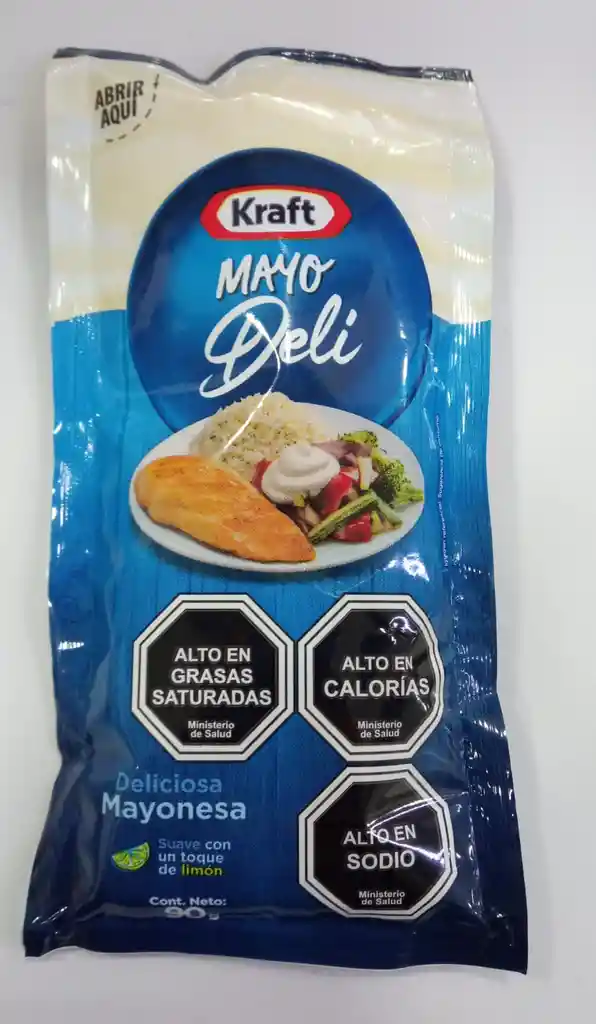 ABRIR
AQUÍ
Kraft
MAYO
Deli
ALTO EN
GRASAS
SATURADAS
Ministerio
de Salud
ALTO EN
CALORÍAS
Ministerio
de Salud
Deliciosa
Mayonesa
Suave con
un toque
de limón
ALTO EN
SODIO
Ministerio
de Salud
Cont. Neto:
90g